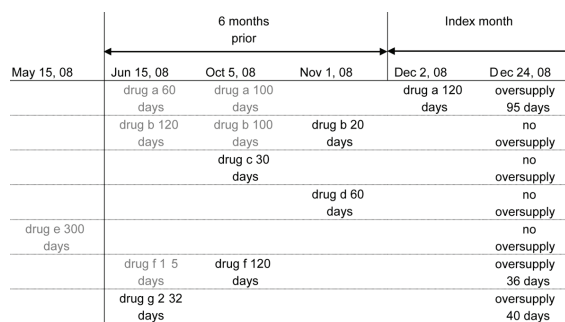 6 months Index month
prior
May 15, 08 Jun 15, 08 Oct 5, 08 Nov 1, 08 Dec 2, 08 Dec 24, 08
drug a 60 drug a 100 drug a 120 oversupply
days days days 95 days
drug b 120 drug b 100 drug b 20 no
days days days oversupply
drug c 30 no
days oversupply
drug d 60 no
days oversupply
drug e 300 no
days oversupply
drug f 1 5 drug f 120 oversupply
days days 36 days
drug g 2 32 oversupply
days 40 days